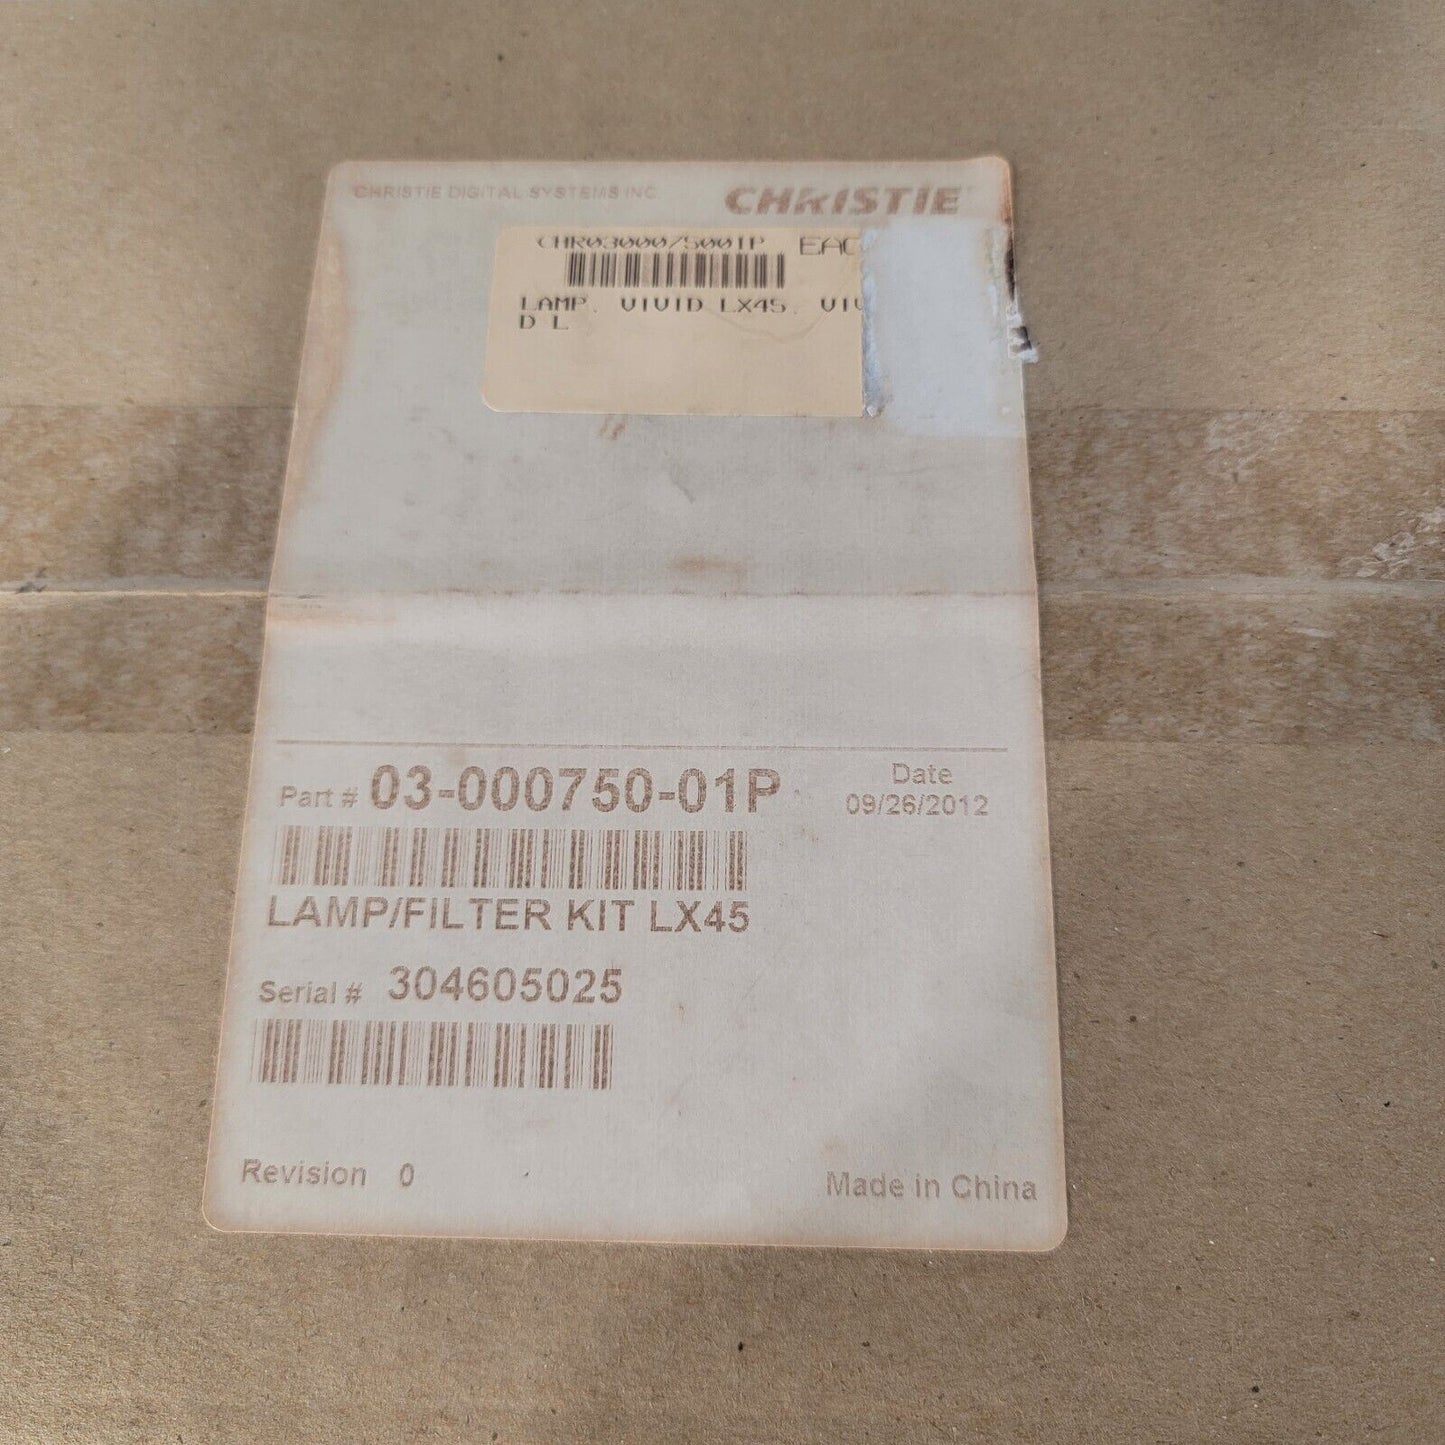 CHRISTIE DIGITAL SYSTEMS INC.
CHRISTIE
CHR0300075001P EAC
LAMP, VIVID LX45, VIV
D L
Part # 03-000750-01P
Date
09/26/2012
LAMP/FILTER KIT LX45
Serial # 304605025
Revision 0
Made in China